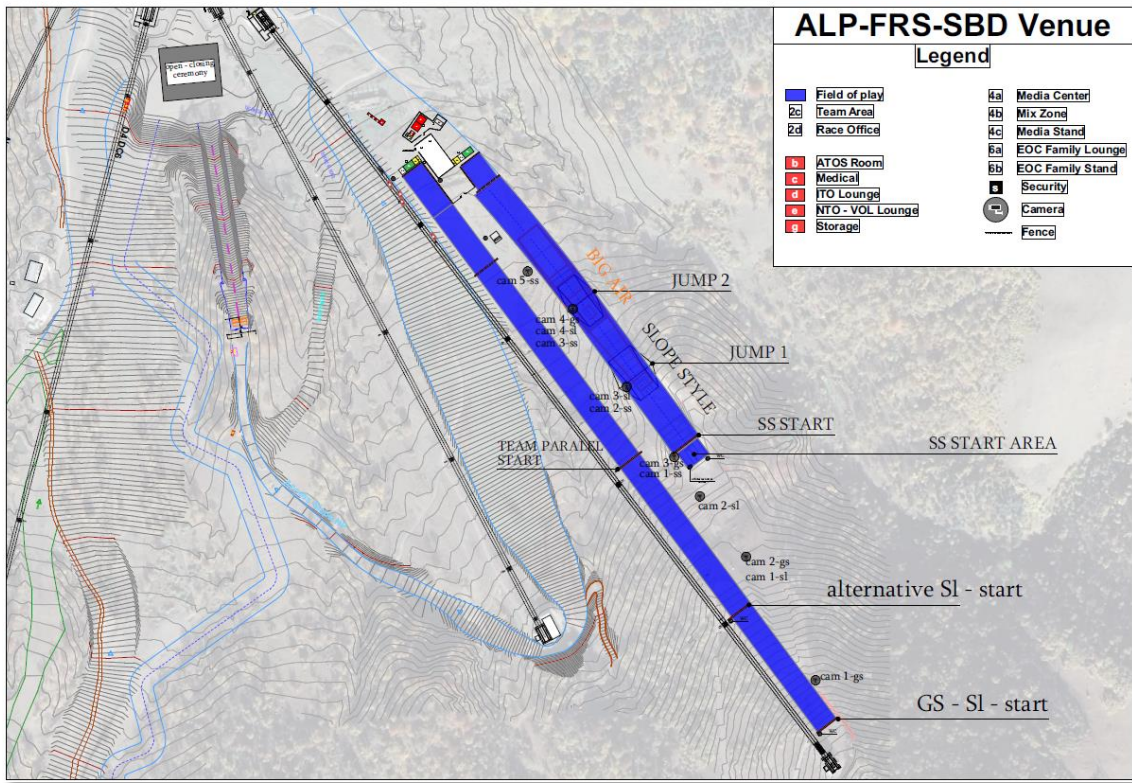 ALP-FRS-SBD Venue
Legend
Field of play
2c Team Area
2d Race Office
b ATOS Room
c Medical
d ITO Lounge
e NTO - VOL Lounge
g Storage
4a Media Center
4b Mix Zone
4c Media Stand
6a EOC Family Lounge
6b EOC Family Stand
s Security
Camera
Fence
open - closing
ceremony
D4 DC6
BIG AIR
cam 5-ss
JUMP 2
cam 4-gs
cam 4-sl
cam 3-ss
SLOPE STYLE
JUMP 1
cam 3-sl
cam 2-ss
SS START
TEAM PARALEL
START
SS START AREA
cam 3-gs
cam 1-ss
cam 2-sl
cam 2-gs
cam 1-sl
alternative Sl - start
cam 1-gs
GS - Sl - start